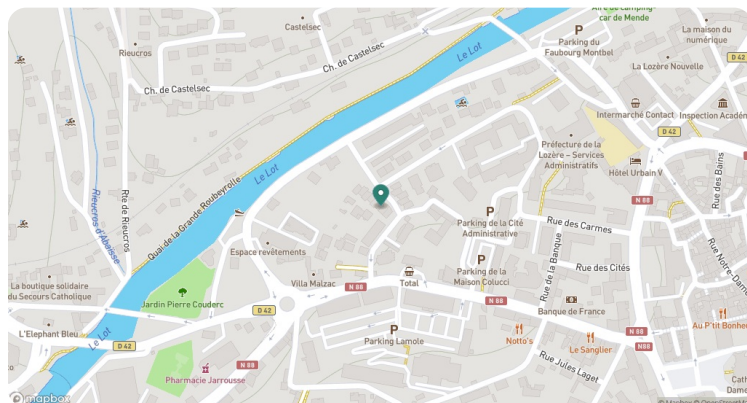 Castelsec
Aire de camping-
car de Mende
Parking du
Faubourg Montbel
La maison du
numérique
Rieucros
Le Lot
La Lozère Nouvelle
Ch. de Castelsec
Ch. de Castelsec
Intermarché Contact
Inspection Acadé
D 42
D 42
Préfecture de la
Lozère – Services
Administratifs
Hôtel Urbain V
N 88
Rue des Bains
Le Lot
Quai de la Grande Roubeyrolle
Rte de Rieucros
Rieucros d'Abaisse
P
Parking de la Cité
Administrative
Rue des Carmes
Rue de la Banque
Rue Notre-Dame
Espace revêtements
P
Parking de la
Maison Colucci
Rue des Cités
La boutique solidaire
du Secours Catholique
Villa Malzac
Total
N 88
N 88
Jardin Pierre Couderc
D 42
Banque de France
L'Elephant Bleu
P
Parking Lamole
Notto's
Le Sanglier
N88
Au P'tit Bonheu
D 42
Le Lot
N 88
Rue Jules Laget
Pharmacie Jarrousse
Cath
Dame
mapbox
© Mapbox © OpenStreetMa